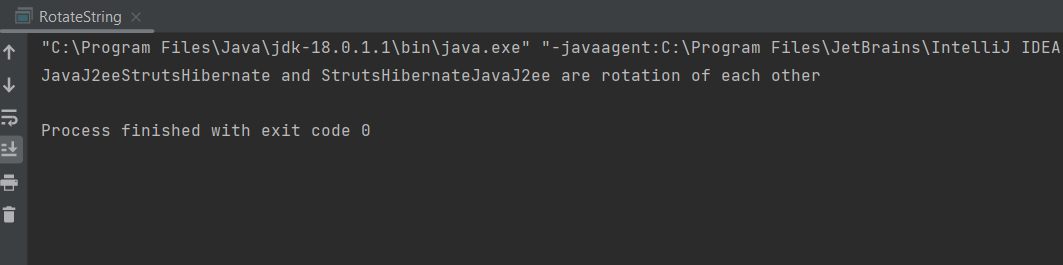 RotateString
"C:\Program Files\Java\jdk-18.0.1.1\bin\java.exe" "-javaagent:C:\Program Files\JetBrains\IntelliJ IDEA
JavaJ2eeStrutsHibernate and StrutsHibernateJavaJ2ee are rotation of each other
Process finished with exit code 0